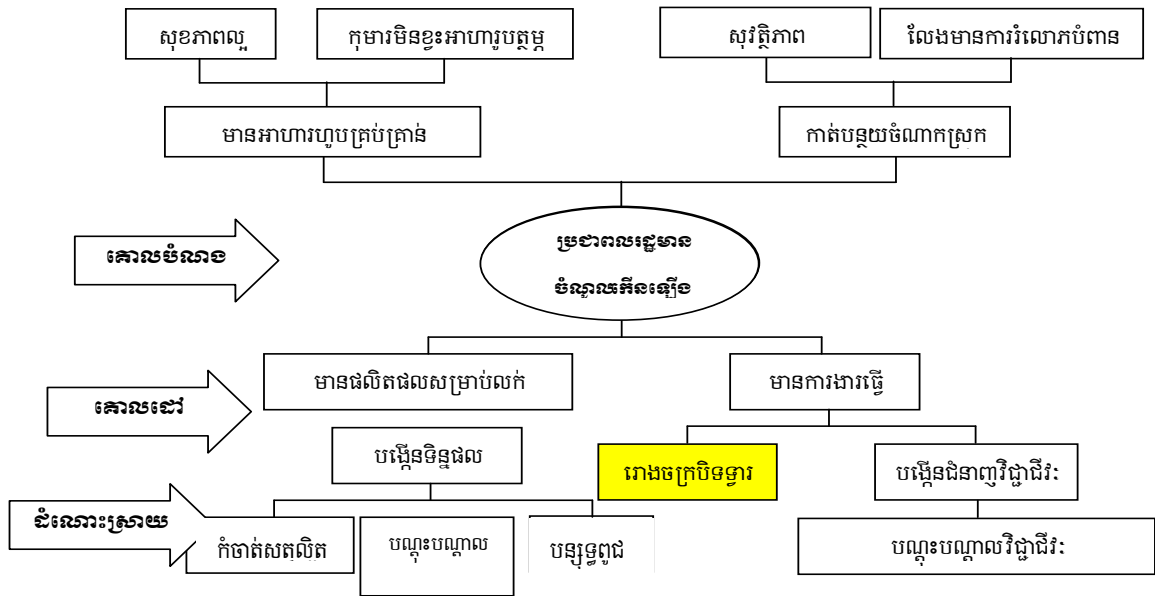 សុខភាពល្អ
កុមារមិនខ្វះអាហារូបត្ថម្ភ
សុវត្ថិភាព
លែងមានការរំលោភបំពាន
មានអាហារហូបគ្រប់គ្រាន់
កាត់បន្ថយចំណាកស្រុក
គោលបំណង
ប្រជាពលរដ្ឋមាន
ចំណូលកើនឡើង
មានផលិតផលសម្រាប់លក់
មានការងារធ្វើ
គោលដៅ
បង្កើនទិន្នផល
រោងចក្របិទទ្វារ
បង្កើនជំនាញវិជ្ជាជីវៈ
ដំណោះស្រាយ
កំចាត់សត្វល្អិត
បណ្តុះបណ្តាល
បន្សុទ្ធពូជ
បណ្តុះបណ្តាលវិជ្ជាជីវៈ